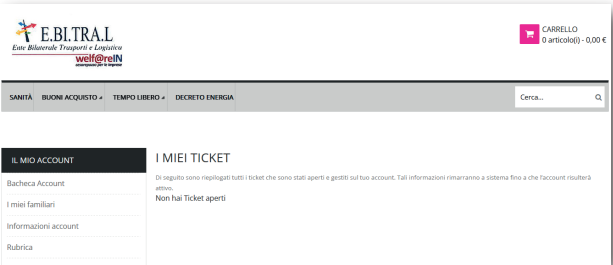 E.BI.TRA.L
Ente Bilaterale Trasporti e Logistica
welf@reIN
CARRELLO
0 articolo(i) - 0,00 €
SANITÀ BUONI ACQUISTO TEMPO LIBERO DECRETO ENERGIA Cerca...
IL MIO ACCOUNT
Bacheca Account
I miei familiari
Informazioni account
Rubrica
I MIEI TICKET
Di seguito sono riepilogati tutti i ticket che sono stati aperti e gestiti sul tuo account. Tali informazioni rimarranno a sistema fino a che l'account risulterà
attivo.
Non hai Ticket aperti